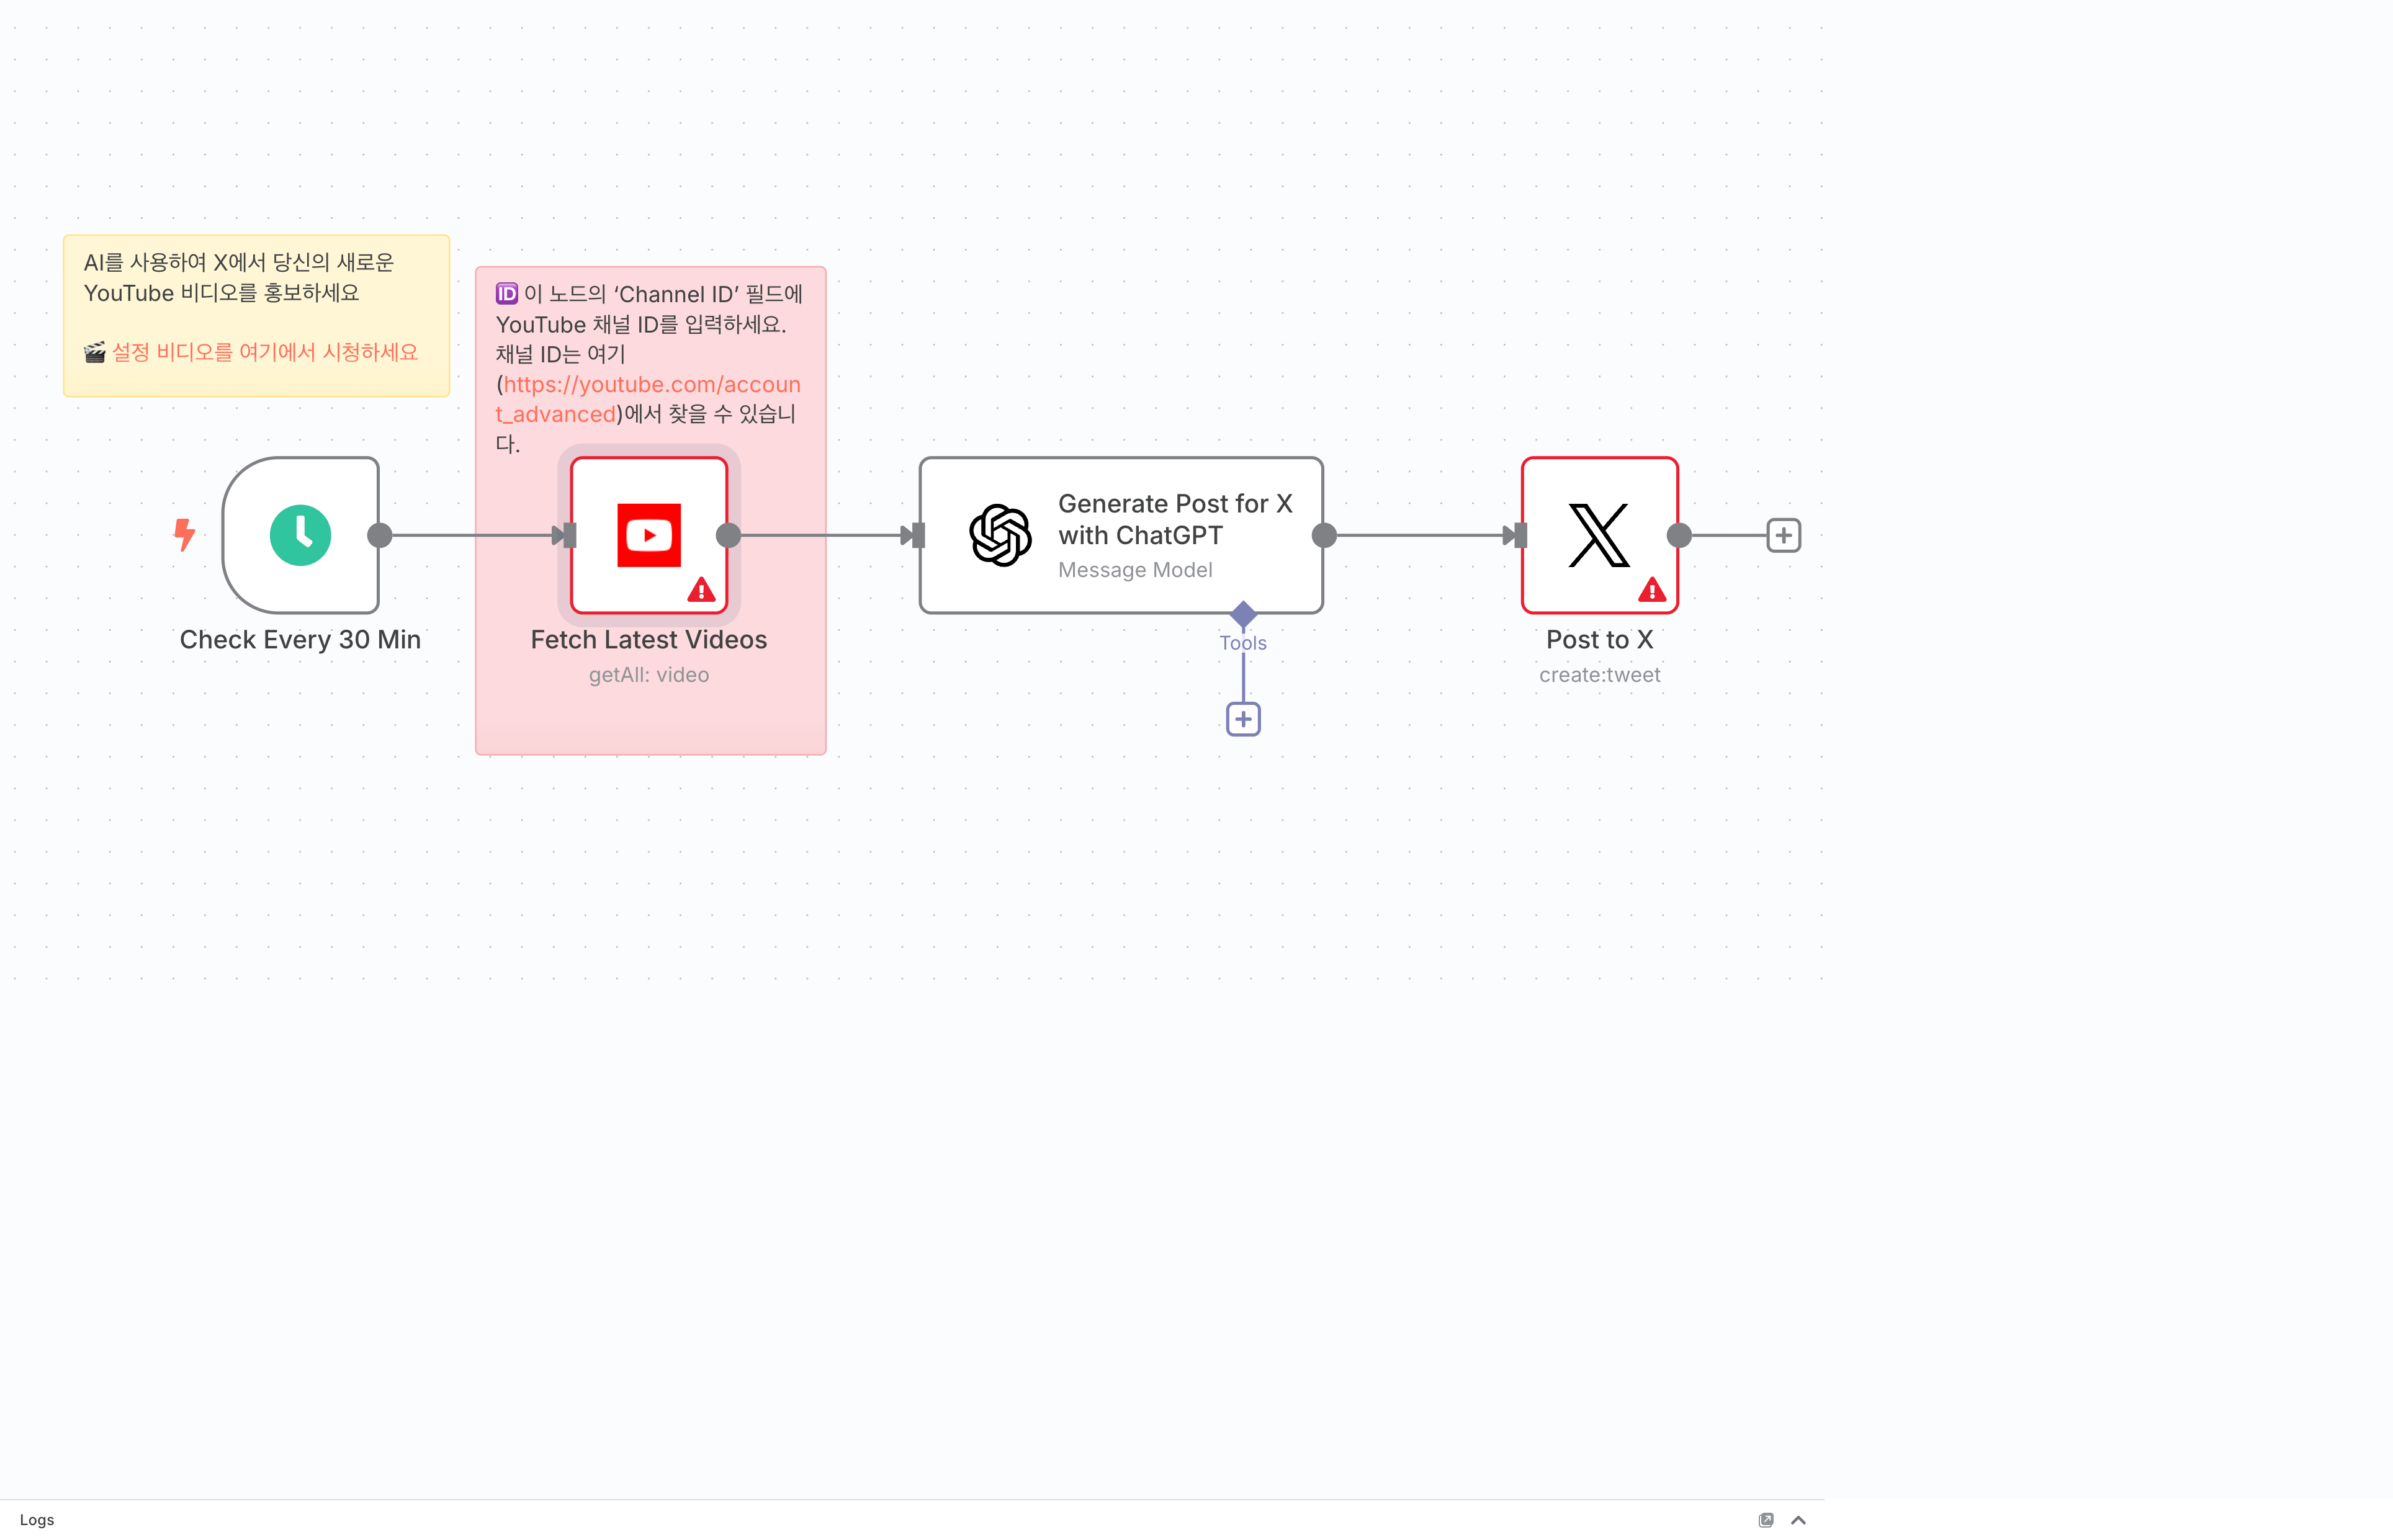 AI를 사용하여 X에서 당신의 새로운
YouTube 비디오를 홍보하세요
🎬 설정 비디오를 여기에서 시청하세요
🆔 이 노드의 ‘Channel ID’ 필드에
YouTube 채널 ID를 입력하세요.
채널 ID는 여기
(https://youtube.com/accoun
t_advanced)에서 찾을 수 있습니
다.
Check Every 30 Min
Fetch Latest Videos
getAll: video
Generate Post for X
with ChatGPT
Message Model
Tools
Post to X
create:tweet
Logs